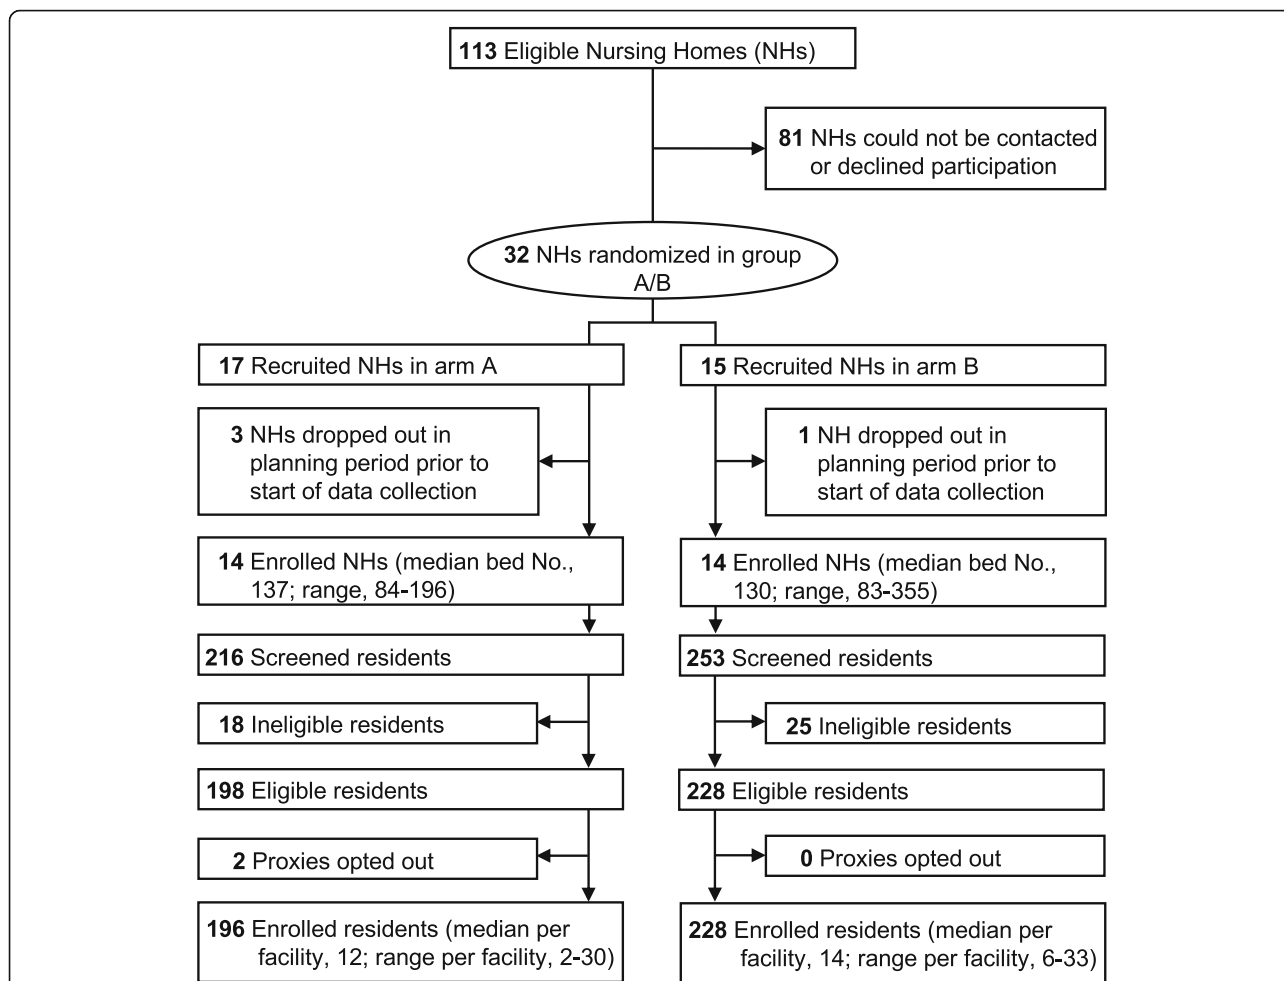 113 Eligible Nursing Homes (NHs)
81 NHs could not be contacted
or declined participation
32 NHs randomized in group
A/B
17 Recruited NHs in arm A
15 Recruited NHs in arm B
3 NHs dropped out in
planning period prior to
start of data collection
1 NH dropped out in
planning period prior to
start of data collection
14 Enrolled NHs (median bed No.,
137; range, 84-196)
14 Enrolled NHs (median bed No.,
130; range, 83-355)
216 Screened residents
253 Screened residents
18 Ineligible residents
25 Ineligible residents
198 Eligible residents
228 Eligible residents
2 Proxies opted out
0 Proxies opted out
196 Enrolled residents (median per
facility, 12; range per facility, 2-30)
228 Enrolled residents (median per
facility, 14; range per facility, 6-33)